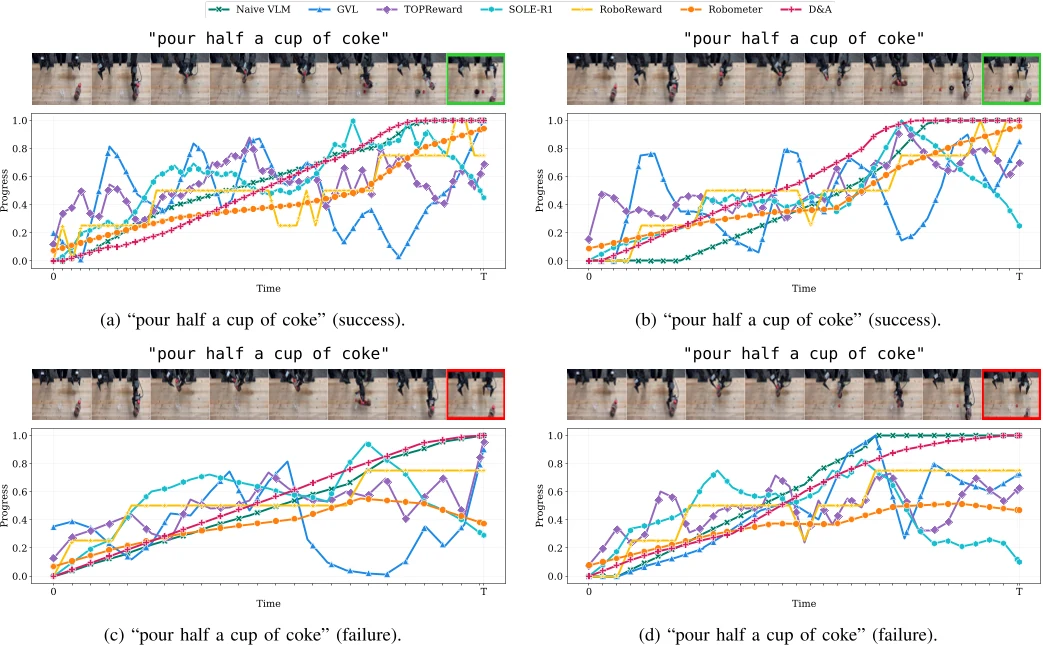 Naive VLM GVL TOPReward SOLE-R1 RoboReward Robometer D&A
"pour half a cup of coke"
1.0
0.8
0.6
0.4
0.2
0.0
Progress
0
T
Time
(a) “pour half a cup of coke” (success).
"pour half a cup of coke"
1.0
0.8
0.6
0.4
0.2
0.0
Progress
0
T
Time
(b) “pour half a cup of coke” (success).
"pour half a cup of coke"
1.0
0.8
0.6
0.4
0.2
0.0
Progress
0
T
Time
(c) “pour half a cup of coke” (failure).
"pour half a cup of coke"
1.0
0.8
0.6
0.4
0.2
0.0
Progress
0
T
Time
(d) “pour half a cup of coke” (failure).